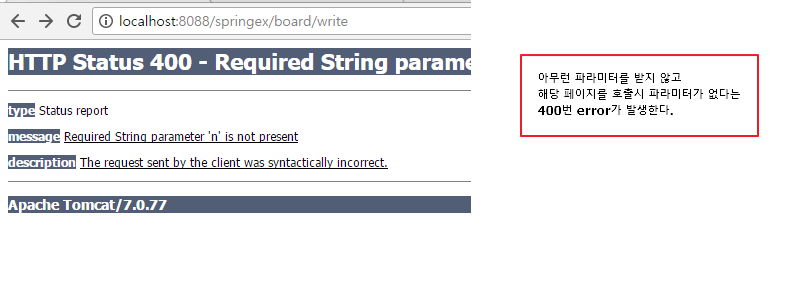 localhost:8088/springex/board/write
HTTP Status 400 - Required String parame
type Status report
message Required String parameter 'n' is not present
description The request sent by the client was syntactically incorrect.
Apache Tomcat/7.0.77
아무런 파라미터를 받지 않고
해당 페이지를 호출시 파라미터가 없다는
400번 error가 발생한다.